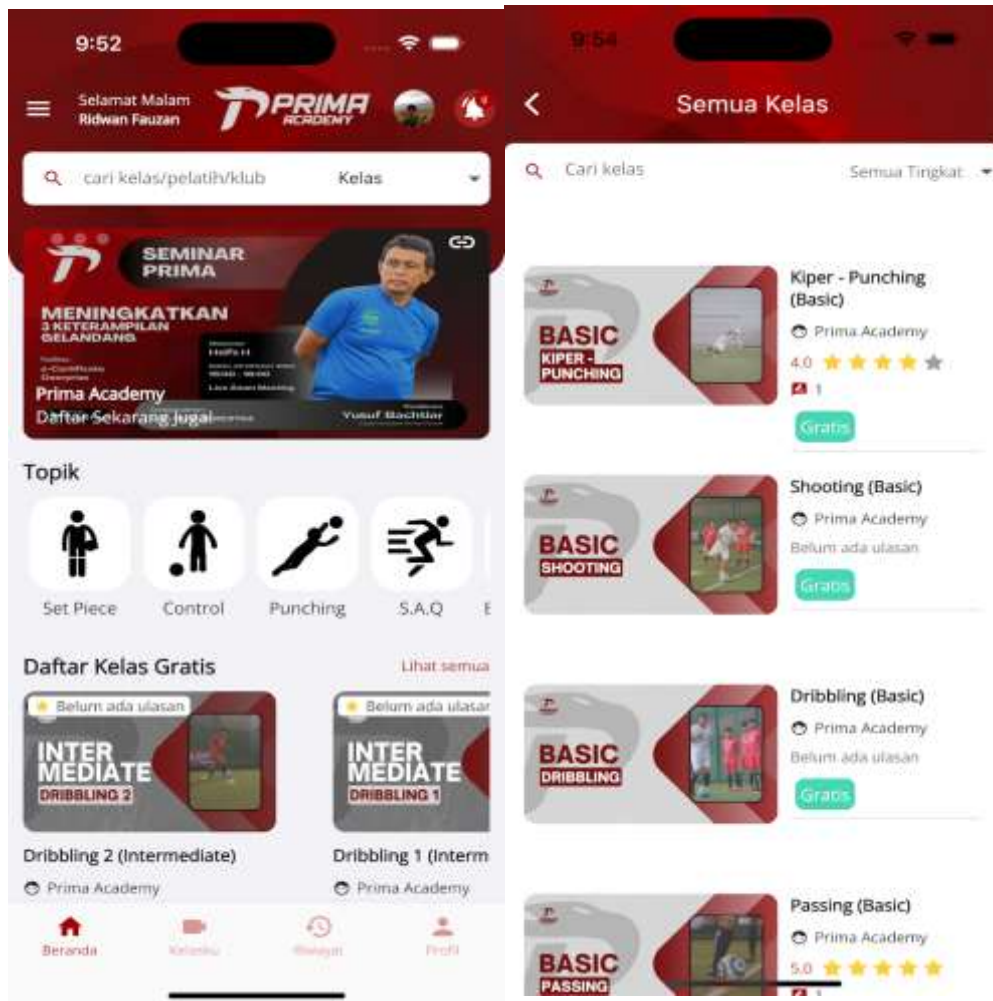 9:52
Selamat Malam
Ridwan Fauzan
PRIMA
ACADEMY
cari kelas/pelatih/klub
Kelas
SEMINAR
PRIMA
MENINGKATKAN
3 KETERAMPILAN
GELANDANG
e-Certificate
Prima Academy
Daftar Sekarang Juga!
Yusuf Bachtiar
Topik
Set Piece
Control
Punching
S.A.Q
Daftar Kelas Gratis
Lihat semua
Belum ada ulasan
INTER
MEDIATE
DRIBBLING 2
Dribbling 2 (Intermediate)
Prima Academy
Belum ada ulasan
INTER
MEDIATE
DRIBBLING 1
Dribbling 1 (Interm
Prima Academy
Beranda
Kelasku
Riwayat
Profil
9:54
Semua Kelas
Cari kelas
Semua Tingkat
BASIC
KIPER -
PUNCHING
Kiper - Punching
(Basic)
Prima Academy
4.0
1
Gratis
BASIC
SHOOTING
Shooting (Basic)
Prima Academy
Belum ada ulasan
Gratis
BASIC
DRIBBLING
Dribbling (Basic)
Prima Academy
Belum ada ulasan
Gratis
BASIC
PASSING
Passing (Basic)
Prima Academy
5.0
1